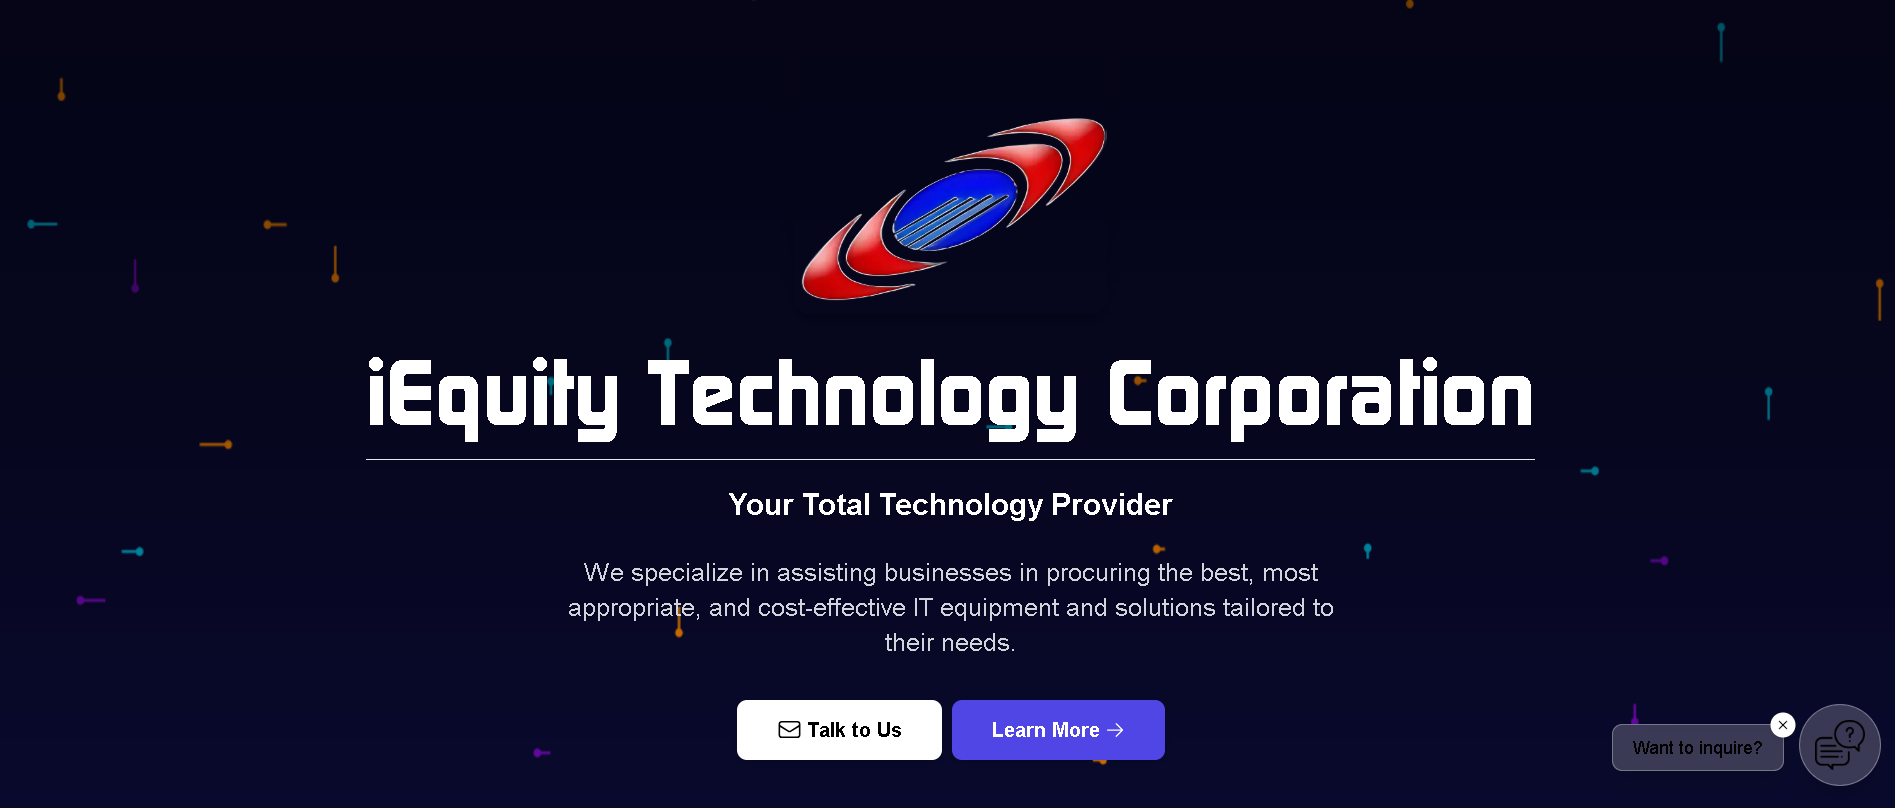 iEquity Technology Corporation
Your Total Technology Provider
We specialize in assisting businesses in procuring the best, most
appropriate, and cost-effective IT equipment and solutions tailored to
their needs.
Talk to Us
Learn More
Want to inquire?